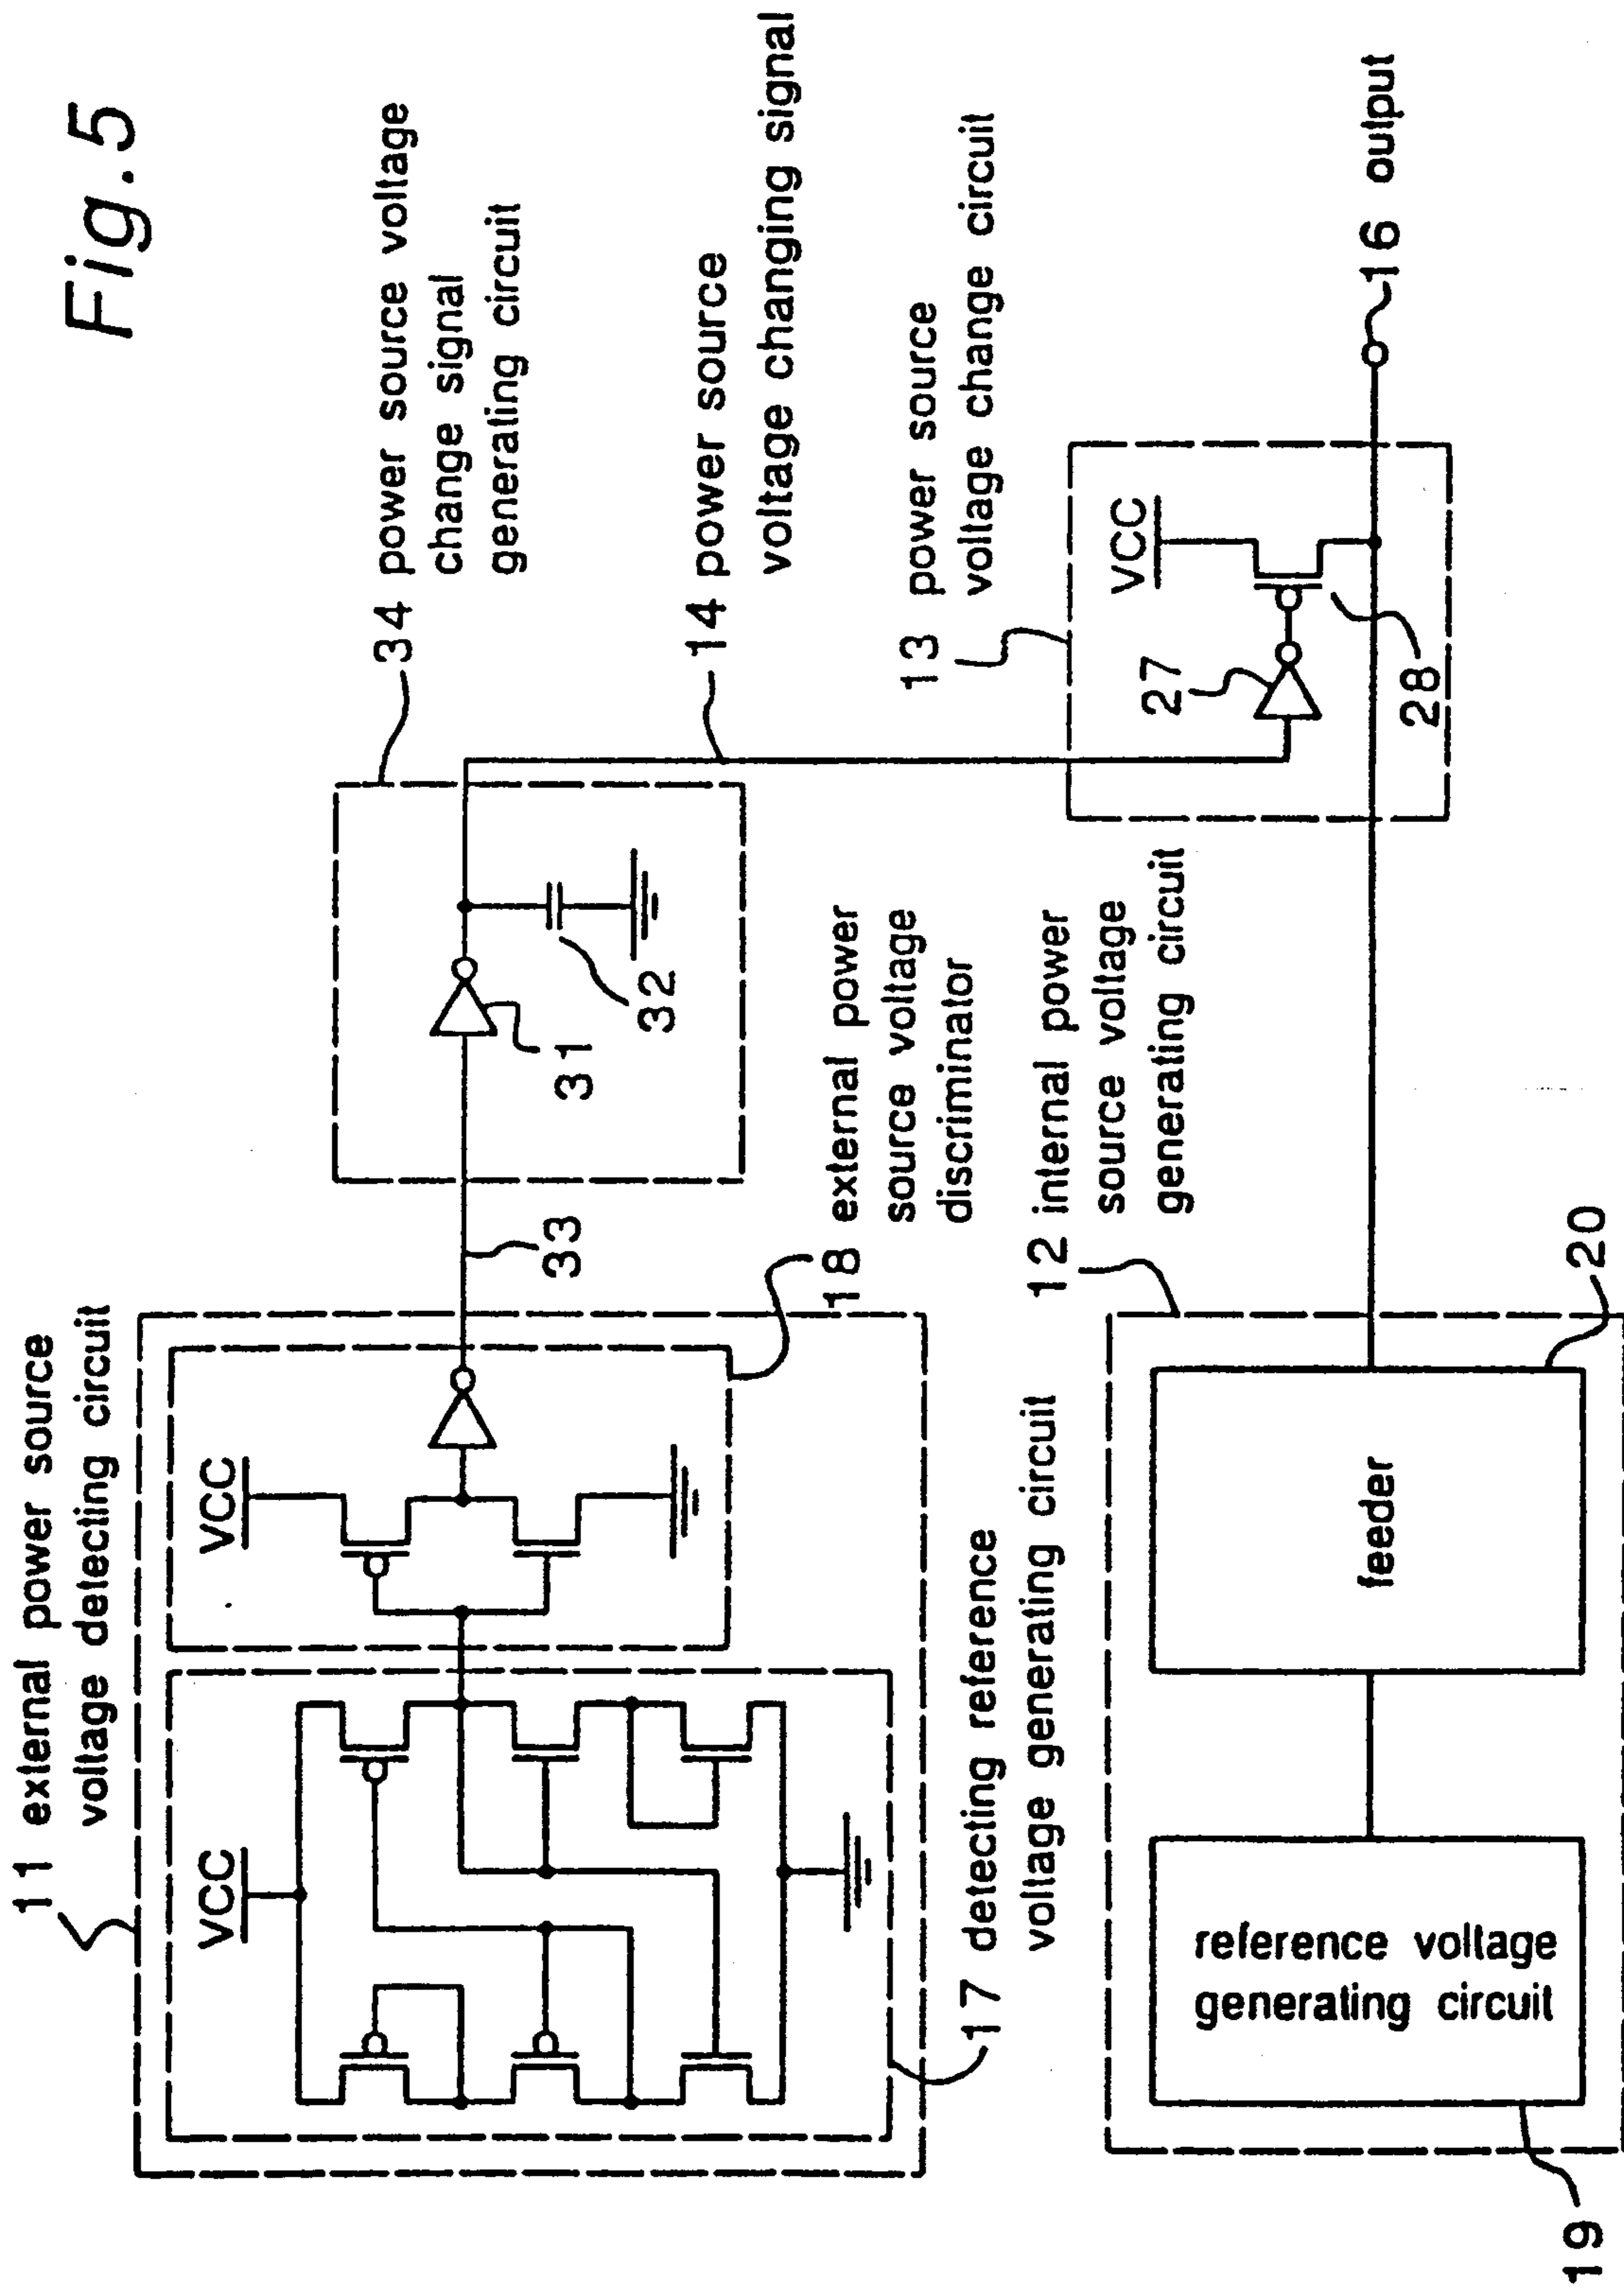 Fig.5
11 external power source
voltage detecting circuit
VCC
VCC
17 detecting reference
voltage generating circuit
18 external power
source voltage
discriminator
33
31
32
34 power source voltage
change signal
generating circuit
14 power source
voltage changing signal
13 power source
voltage change circuit
VCC
27
28
16 output
12 internal power
source voltage
generating circuit
reference voltage
generating circuit
19
feeder
20